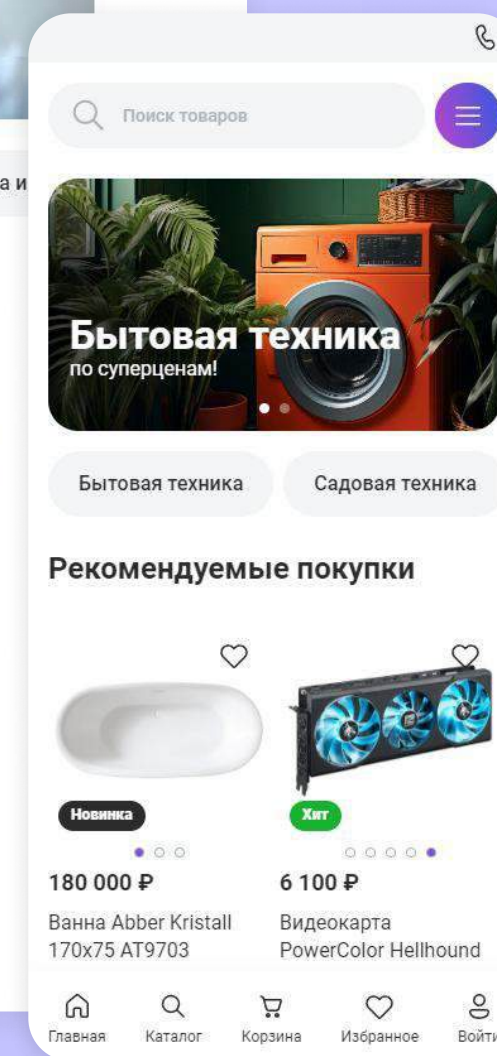 а и
Поиск товаров
Бытовая техника
по суперценам!
Бытовая техника
Садовая техника
Рекомендуемые покупки
Новинка
Хит
180 000 ₽
6 100 ₽
Ванна Abber Kristall
170x75 AT9703
Видеокарта
PowerColor Hellhound
Главная
Каталог
Корзина
Избранное
Войти